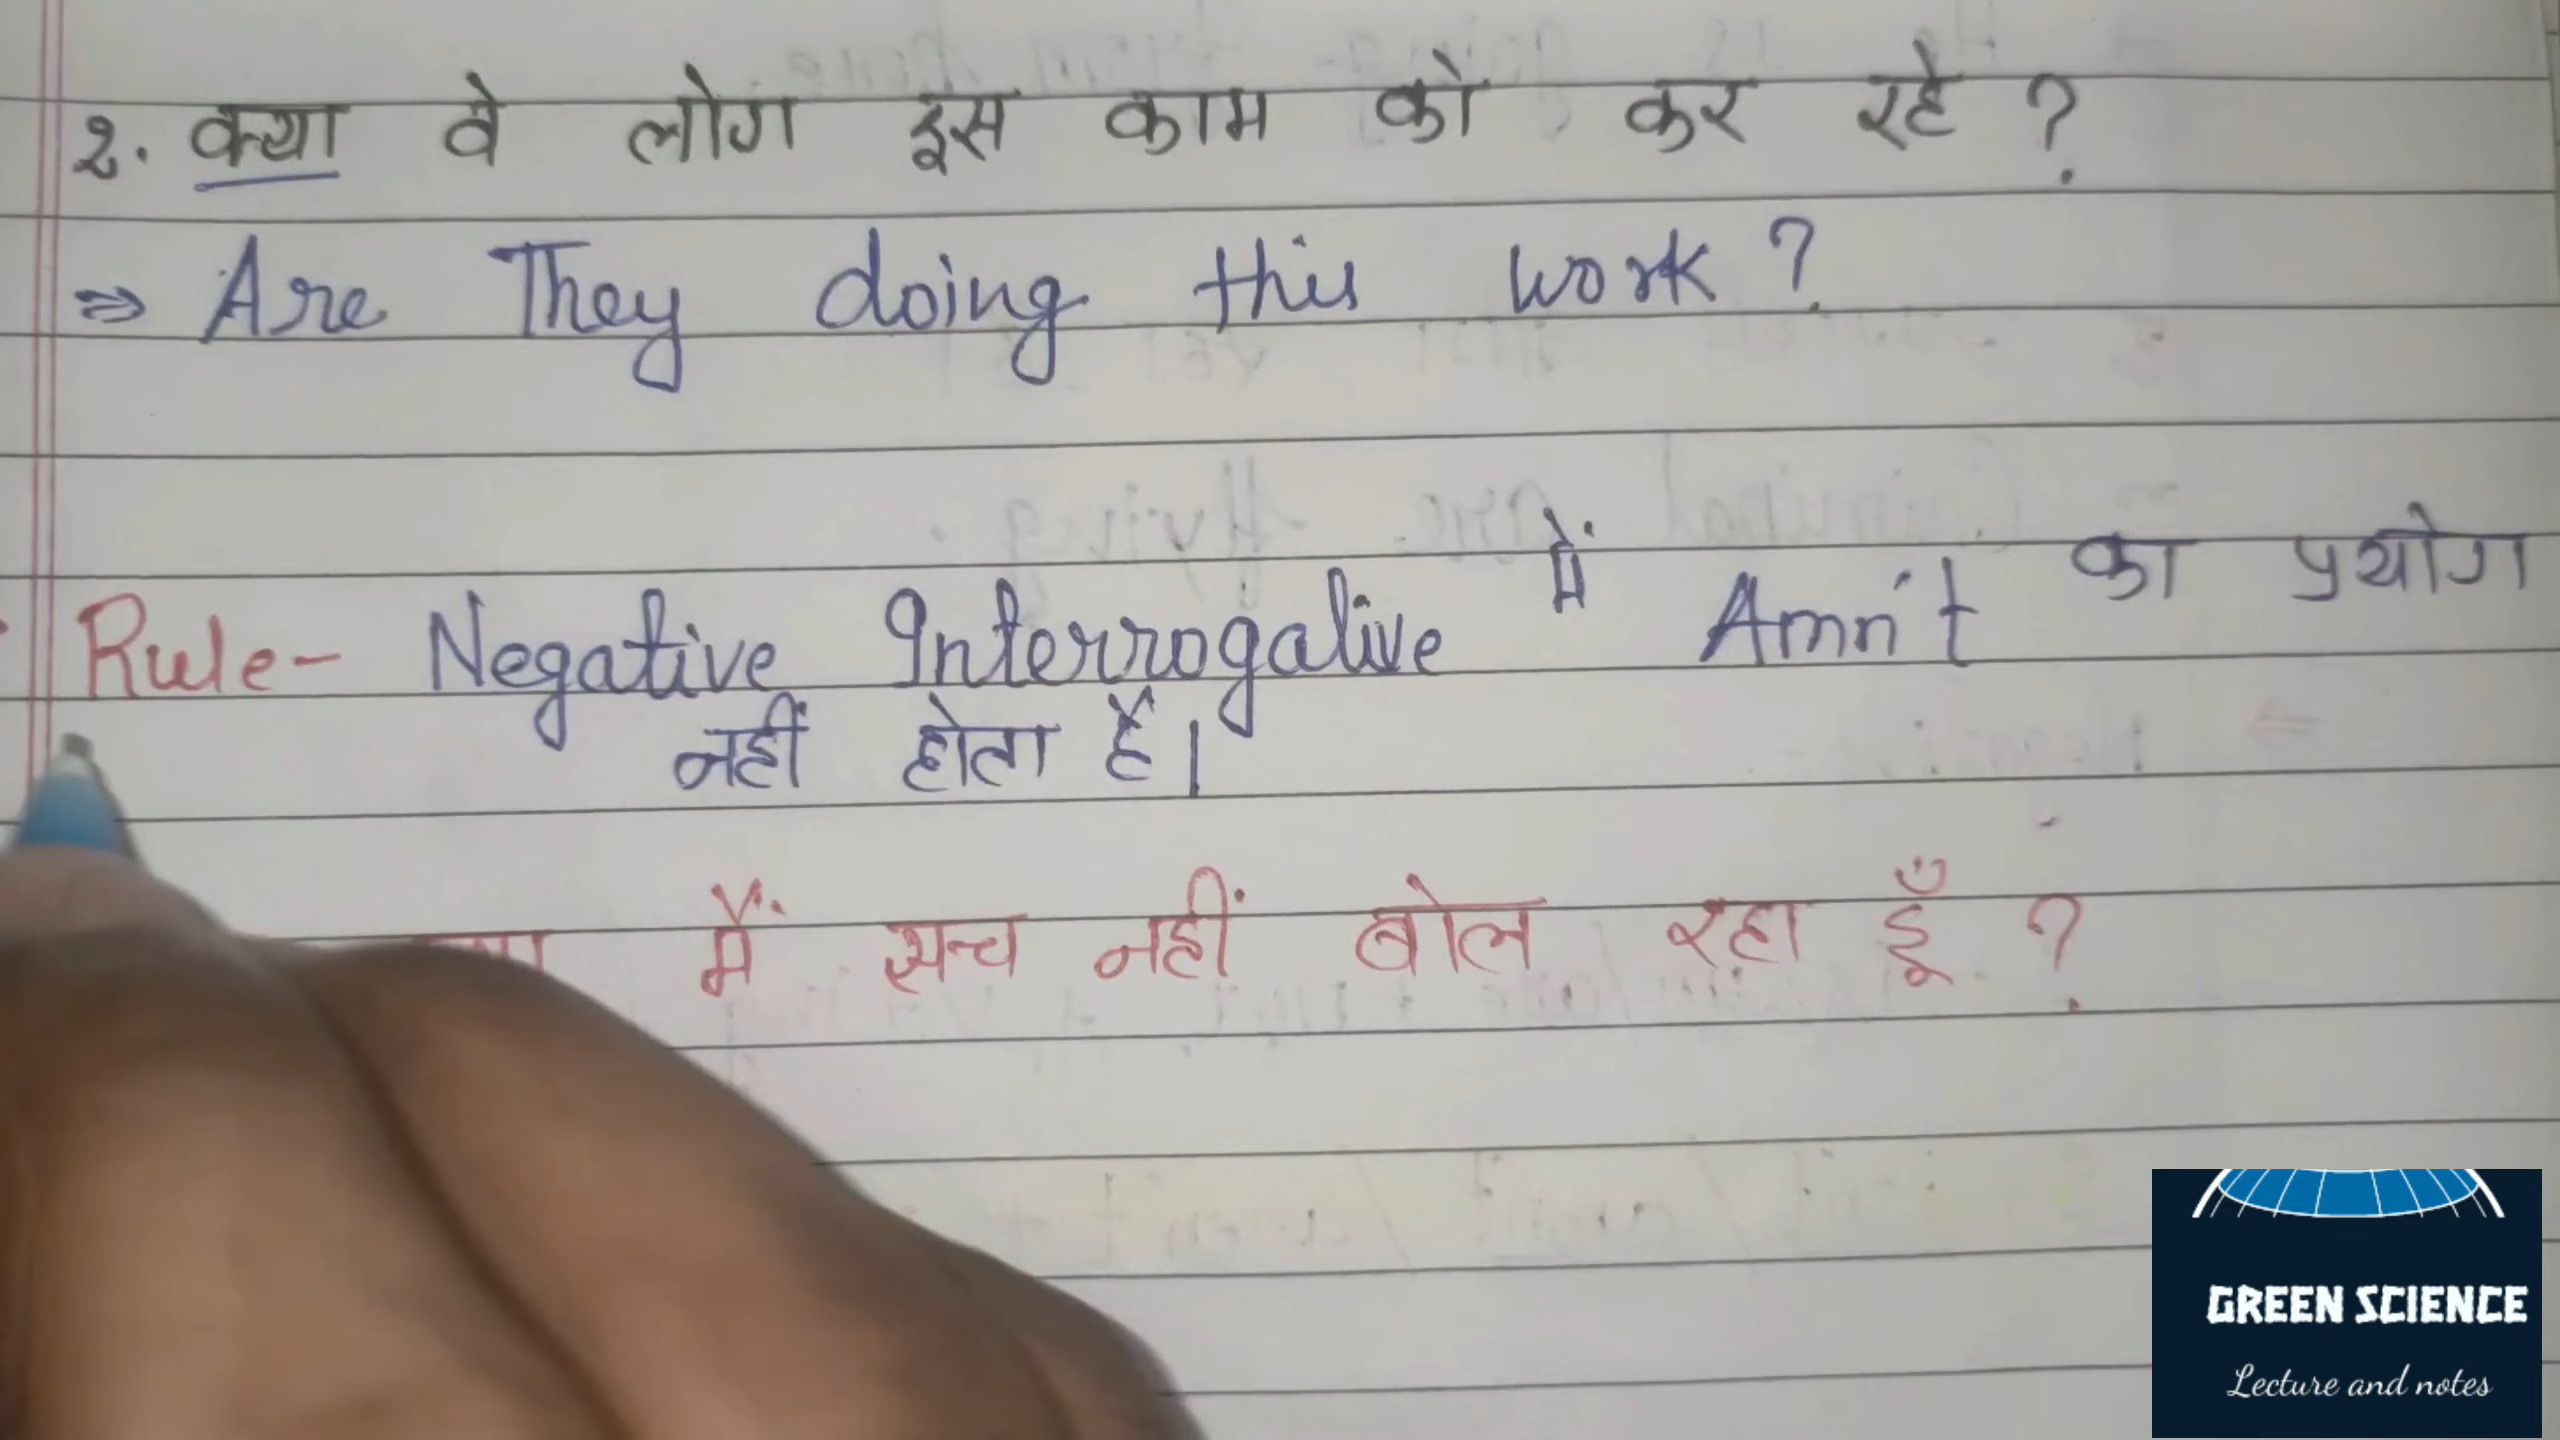 2. क्या वे लोग इस काम को कर रहे ?
⇒ Are They doing this work ?
Rule- Negative Interrogative में Amn't का प्रयोग
नहीं होता है।
मैं सच नहीं बोल रहा हूँ ?
GREEN SCIENCE
Lecture and notes